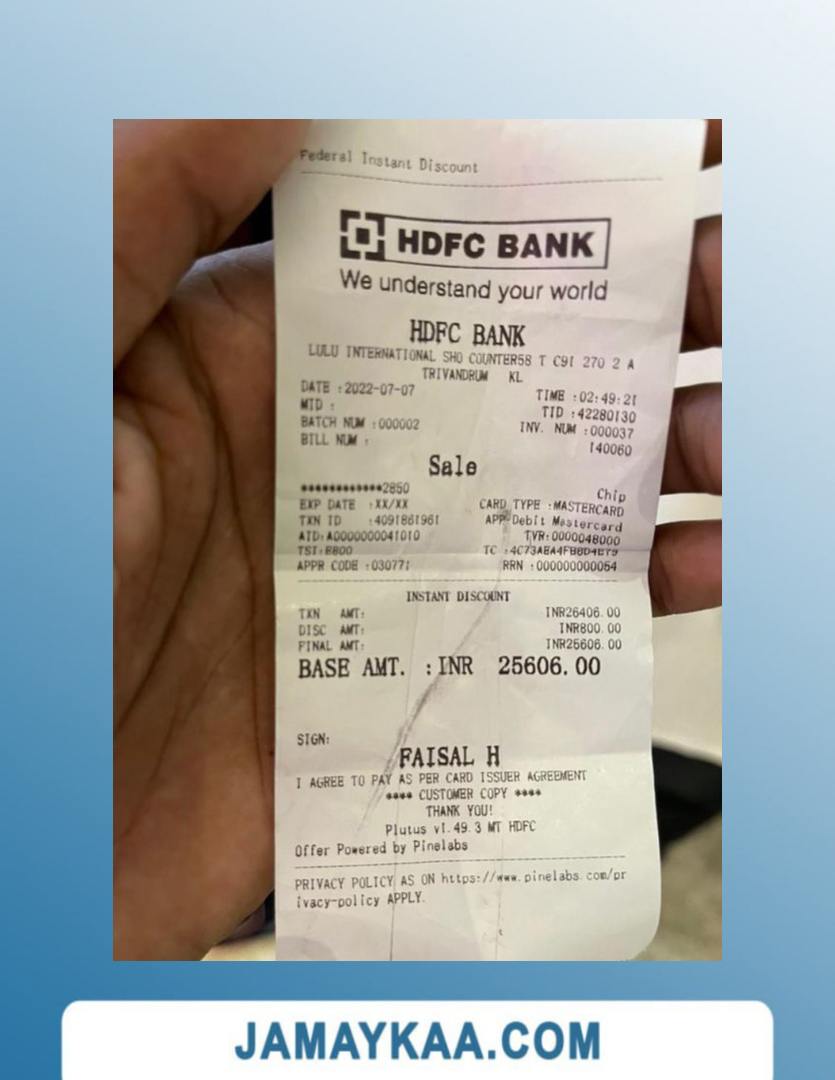 Federal Instant Discount
HDFC BANK
We understand your world
HDFC BANK
LULU INTERNATIONAL SHO COUNTER58 T C91 270 2 A
TRIVANDRUM KL
DATE :2022-07-07 TIME :02:49:21
MID : TID :42280130
BATCH NUM :000002 INV. NUM :000037
BILL NUM : 140060
Sale
************2850 Chip
EXP DATE :XX/XX CARD TYPE :MASTERCARD
TXN ID :4091861961 APP:Debit Mastercard
AID:A0000000041010 TVR:0000048000
TSI:E800 TC :
APPR CODE :030771 RRN :000000000054
INSTANT DISCOUNT
TXN AMT: INR26406.00
DISC AMT: INR800.00
FINAL AMT: INR25606.00
BASE AMT. :INR 25606.00
SIGN:
FAISAL H
I AGREE TO PAY AS PER CARD ISSUER AGREEMENT
**** CUSTOMER COPY ****
THANK YOU!
Plutus v1.49.3 MT HDFC
Offer Powered by Pinelabs
PRIVACY POLICY AS ON https://www.pinelabs.com/pr
ivacy-policy APPLY.
JAMAYKAA.COM